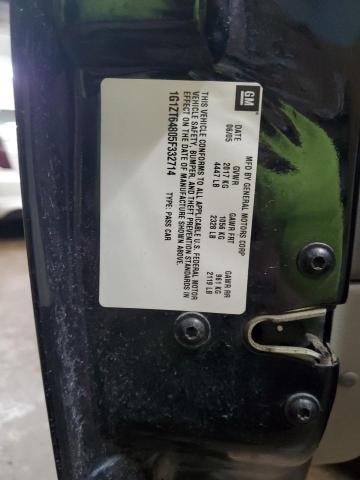 GM
MFD BY GENERAL MOTORS CORP
DATE GVWR GAWR FRT GAWR RR
06/05 2017 KG 1056 KG 961 KG
4447 LB 2328 LB 2119 LB
THIS VEHICLE CONFORMS TO ALL APPLICABLE U.S. FEDERAL MOTOR
VEHICLE SAFETY, BUMPER, AND THEFT PREVENTION STANDARDS IN
EFFECT ON THE DATE OF MANUFACTURE SHOWN ABOVE.
1G1ZT64805F332714 TYPE: PASS CAR